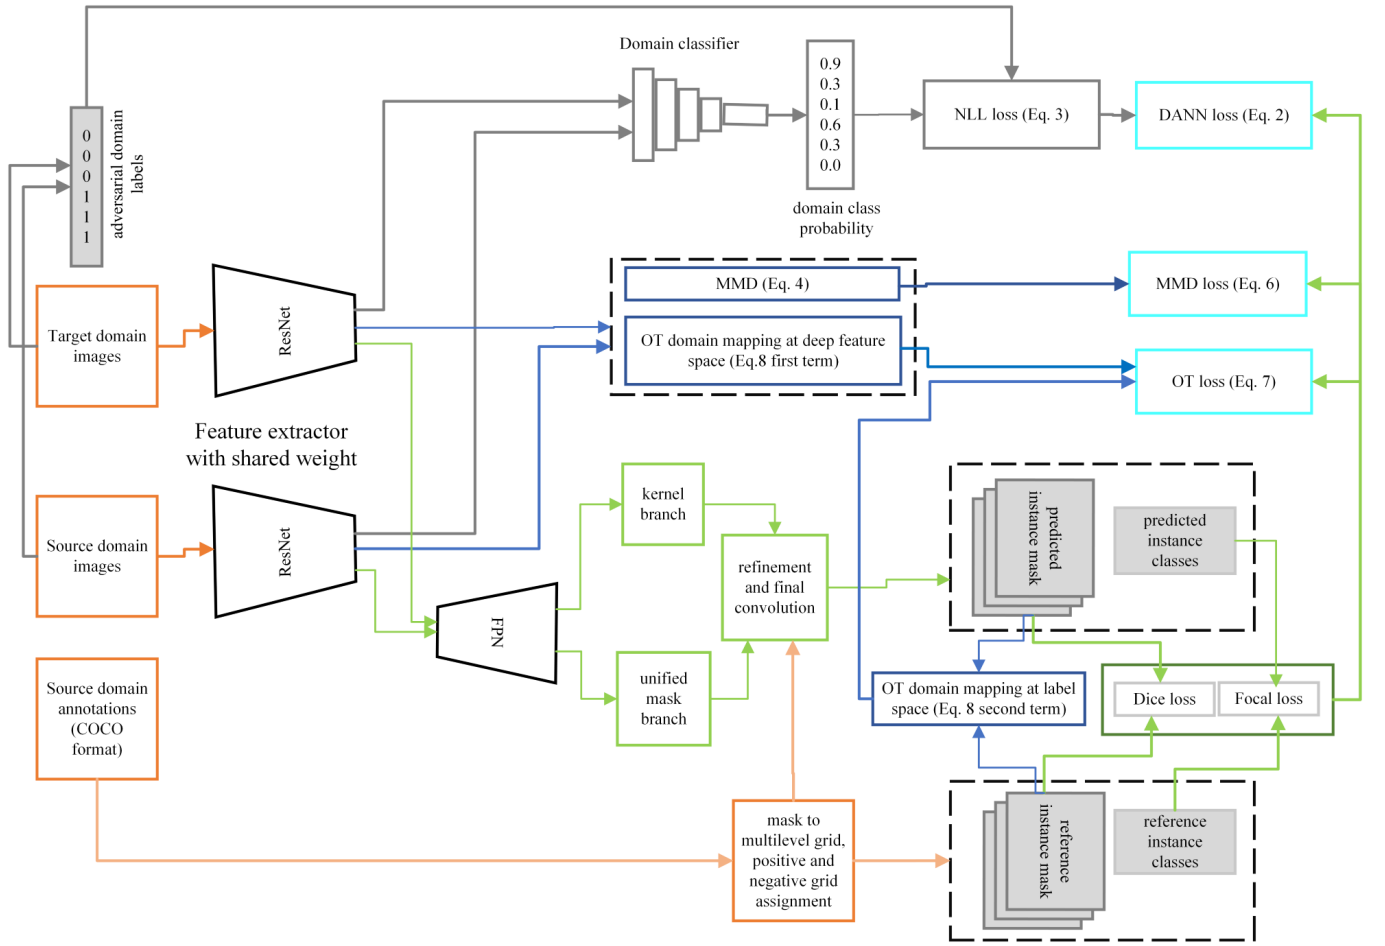 Domain classifier
0.9
0.3
0.1
0.6
0.3
0.0
domain class
probability
NLL loss (Eq. 3)
DANN loss (Eq. 2)
0
0
0
1
1
1
adversarial domain
labels
Target domain
images
ResNet
MMD (Eq. 4)
OT domain mapping at deep feature
space (Eq.8 first term)
MMD loss (Eq. 6)
OT loss (Eq. 7)
Feature extractor
with shared weight
Source domain
images
ResNet
FPN
kernel
branch
refinement
and final
convolution
unified
mask
branch
predicted
instance mask
predicted
instance
classes
OT domain mapping at label
space (Eq. 8 second term)
Dice loss
Focal loss
Source domain
annotations
(COCO
format)
mask to
multilevel grid,
positive and
negative grid
assignment
reference
instance mask
reference
instance
classes